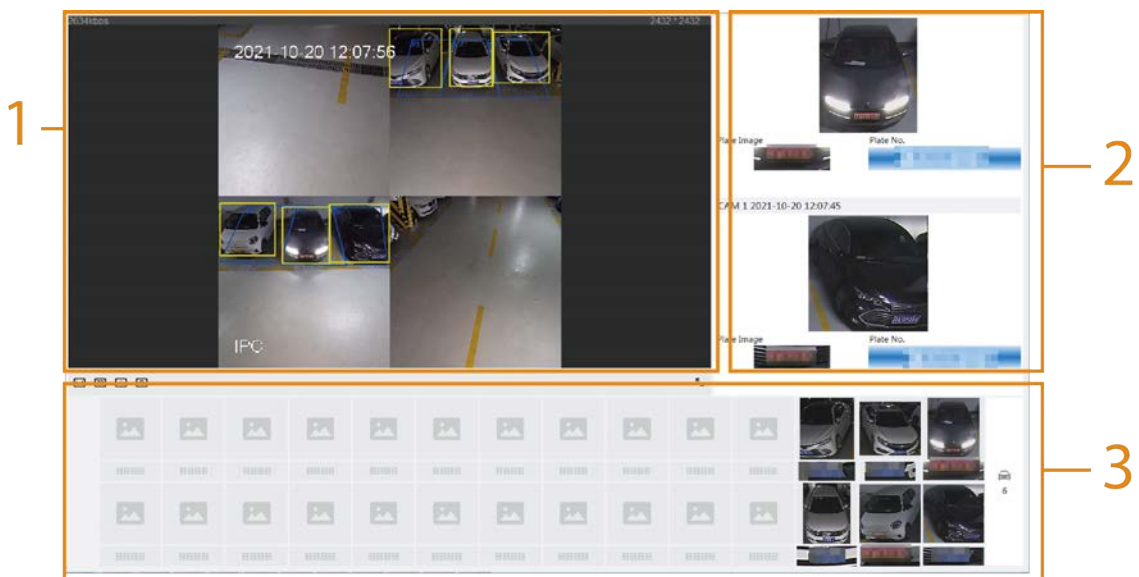 2634kbps
2432*2432
2021-10-20 12:07:56
IPC
1
Plate Image
Plate No.
CAM 1 2021-10-20 12:07:45
Plate Image
Plate No.
2
6
3